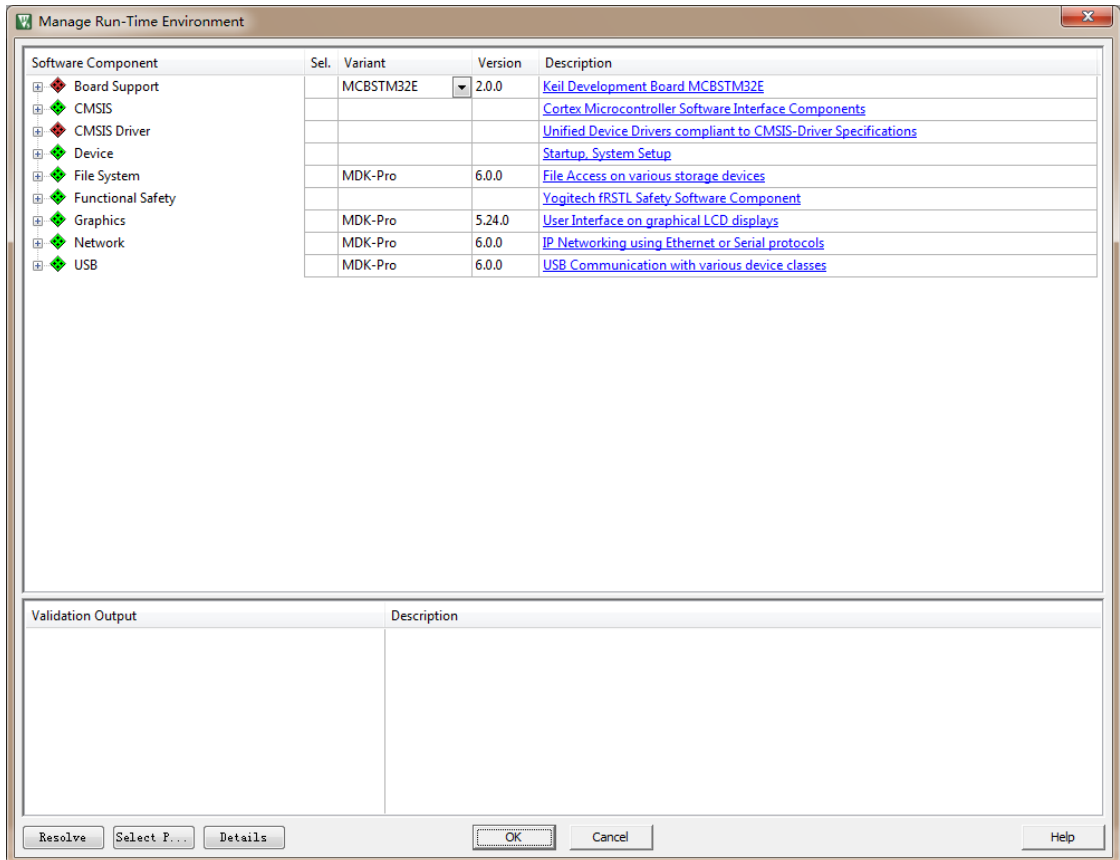 Manage Run-Time Environment
Software Component Sel. Variant Version Description
Board Support MCBSTM32E 2.0.0 Keil Development Board MCBSTM32E
CMSIS Cortex Microcontroller Software Interface Components
CMSIS Driver Unified Device Drivers compliant to CMSIS-Driver Specifications
Device Startup, System Setup
File System MDK-Pro 6.0.0 File Access on various storage devices
Functional Safety Yogitech fRSTL Safety Software Component
Graphics MDK-Pro 5.24.0 User Interface on graphical LCD displays
Network MDK-Pro 6.0.0 IP Networking using Ethernet or Serial protocols
USB MDK-Pro 6.0.0 USB Communication with various device classes
Validation Output Description
Resolve Select P... Details OK Cancel Help